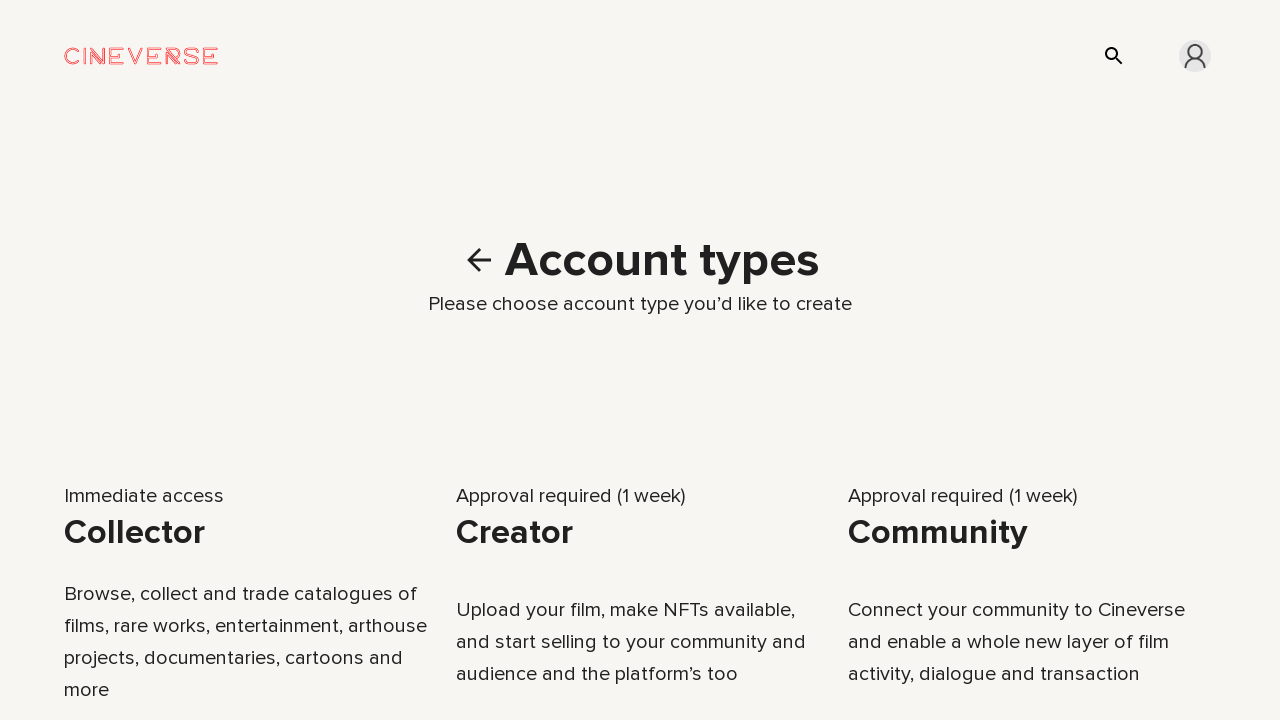 CINEVERSE
Account types
Please choose account type you’d like to create
Immediate access
Collector
Browse, collect and trade catalogues of
films, rare works, entertainment, arthouse
projects, documentaries, cartoons and
more
Approval required (1 week)
Creator
Upload your film, make NFTs available,
and start selling to your community and
audience and the platform’s too
Approval required (1 week)
Community
Connect your community to Cineverse
and enable a whole new layer of film
activity, dialogue and transaction